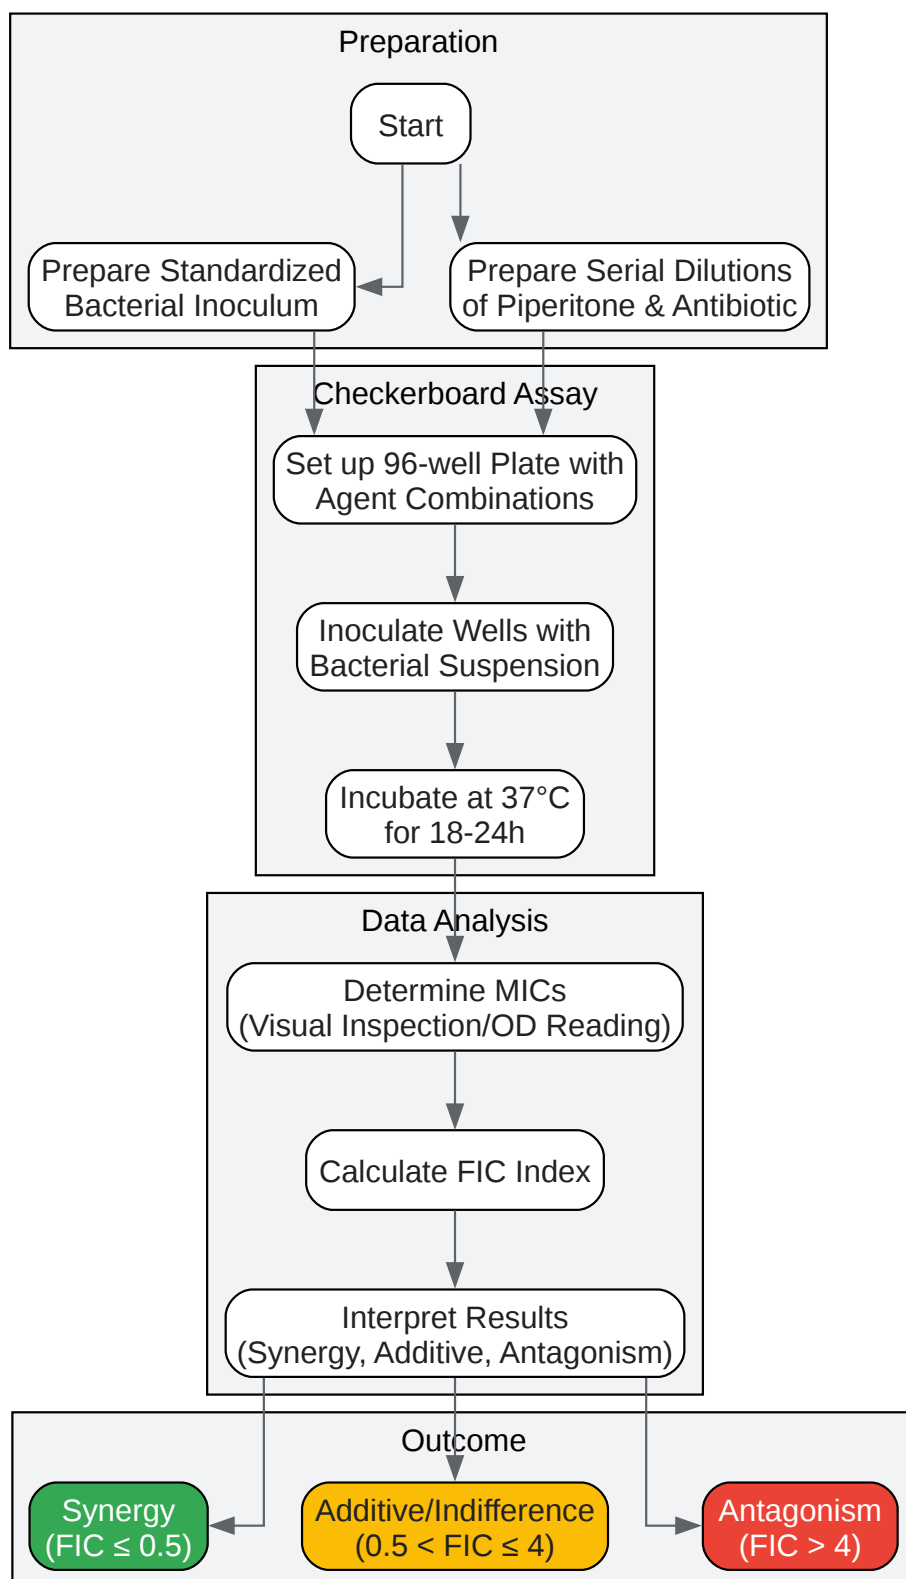 Preparation
Start
Prepare Standardized
Bacterial Inoculum
Prepare Serial Dilutions
of Piperitone & Antibiotic
Checkerboard Assay
Set up 96-well Plate with
Agent Combinations
Inoculate Wells with
Bacterial Suspension
Incubate at 37°C
for 18-24h
Data Analysis
Determine MICs
(Visual Inspection/OD Reading)
Calculate FIC Index
Interpret Results
(Synergy, Additive, Antagonism)
Outcome
Synergy
(FIC ≤ 0.5)
Additive/Indifference
(0.5 < FIC ≤ 4)
Antagonism
(FIC > 4)